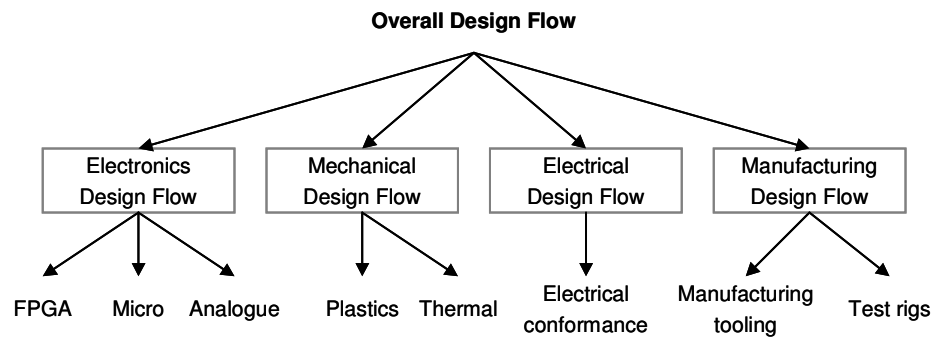 Overall Design Flow
Electronics
Design Flow
Mechanical
Design Flow
Electrical
Design Flow
Manufacturing
Design Flow
FPGA
Micro
Analogue
Plastics
Thermal
Electrical
conformance
Manufacturing
tooling
Test rigs